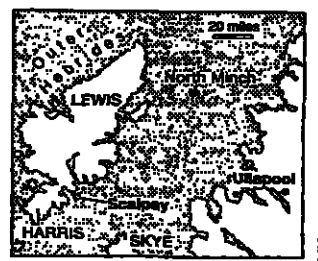 Outer
Hebrides
20 miles
North Minch
LEWIS
Ullapool
Scalpay
HARRIS
SKYE